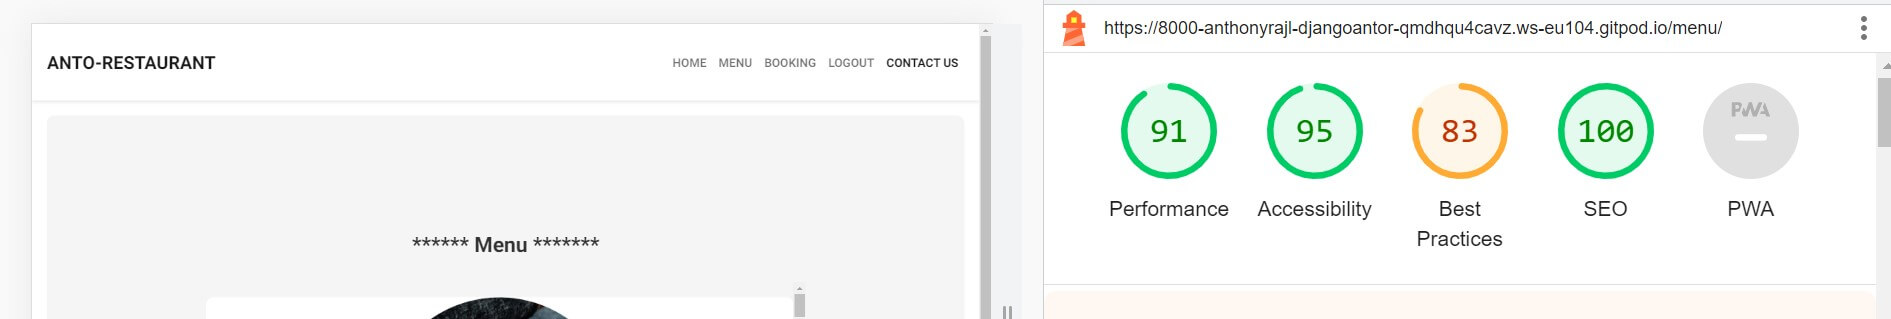 ANTO-RESTAURANT
HOME MENU BOOKING LOGOUT CONTACT US
****** Menu *******
https://8000-anthonyrajl-djangoantor-qmdhqu4cavz.ws-eu104.gitpod.io/menu/
91 95 83 100 PWA
Performance Accessibility Best SEO PWA
Practices